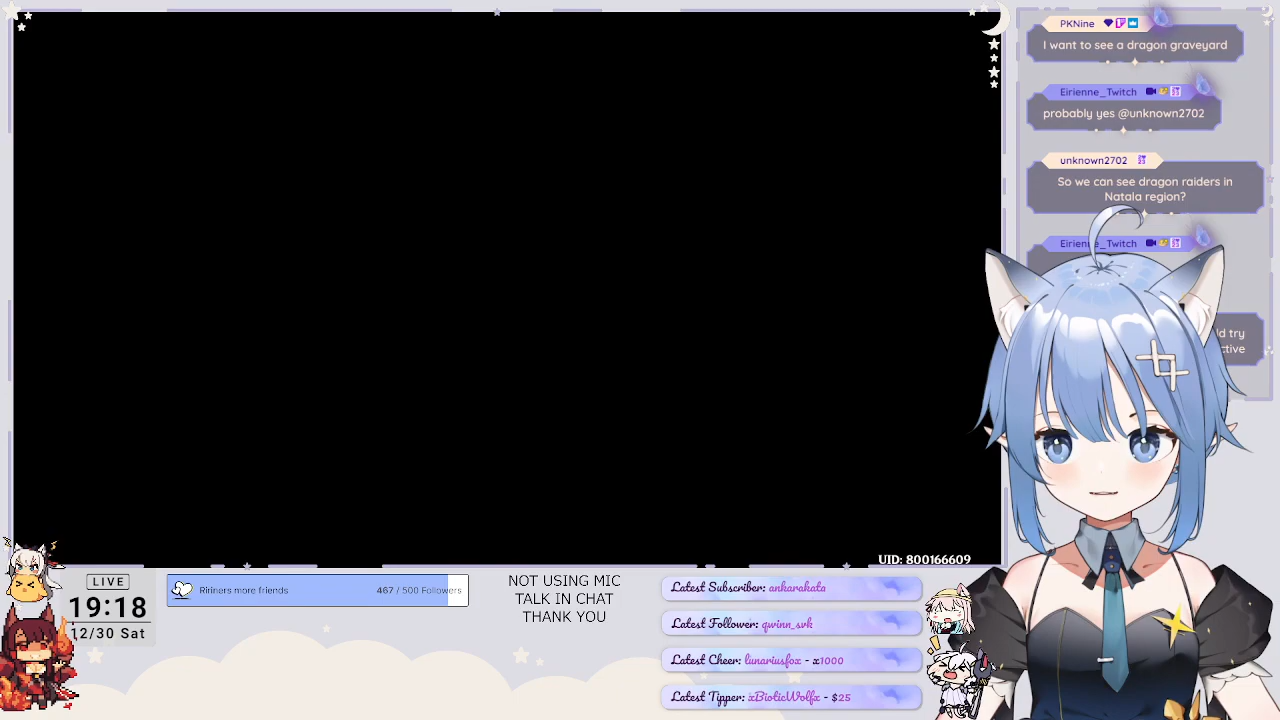 PKNine
I want to see a dragon graveyard
Eirienne_Twitch
probably yes @unknown2702
unknown2702
So we can see dragon raiders in
Natala region?
Eirienne_Twitch
UID: 800166609
LIVE
19:18
12/30 Sat
Ririners more friends
467 / 500 Followers
NOT USING MIC
TALK IN CHAT
THANK YOU
Latest Subscriber: ankarakata
Latest Follower: qwinn_svk
Latest Cheer: lunariusfox - x1000
Latest Tipper: xBioticWolfx - $25